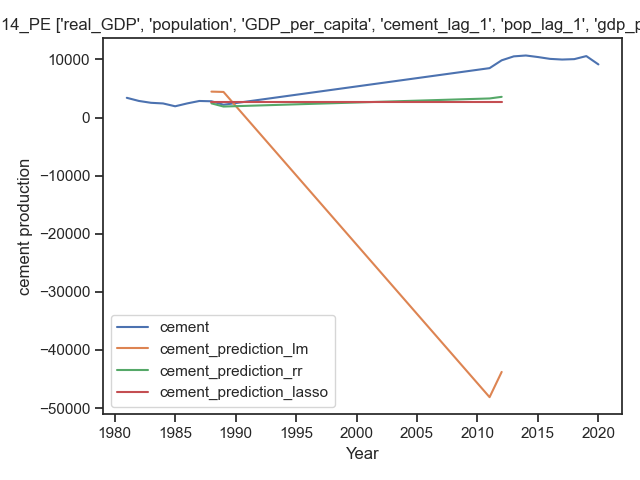 14_PE ['real_GDP', 'population', 'GDP_per_capita', 'cement_lag_1', 'pop_lag_1', 'gdp_p
10000
0
−10000
−20000
−30000
−40000
−50000
cement production
cement
cement_prediction_lm
cement_prediction_rr
cement_prediction_lasso
1980 1985 1990 1995 2000 2005 2010 2015 2020
Year